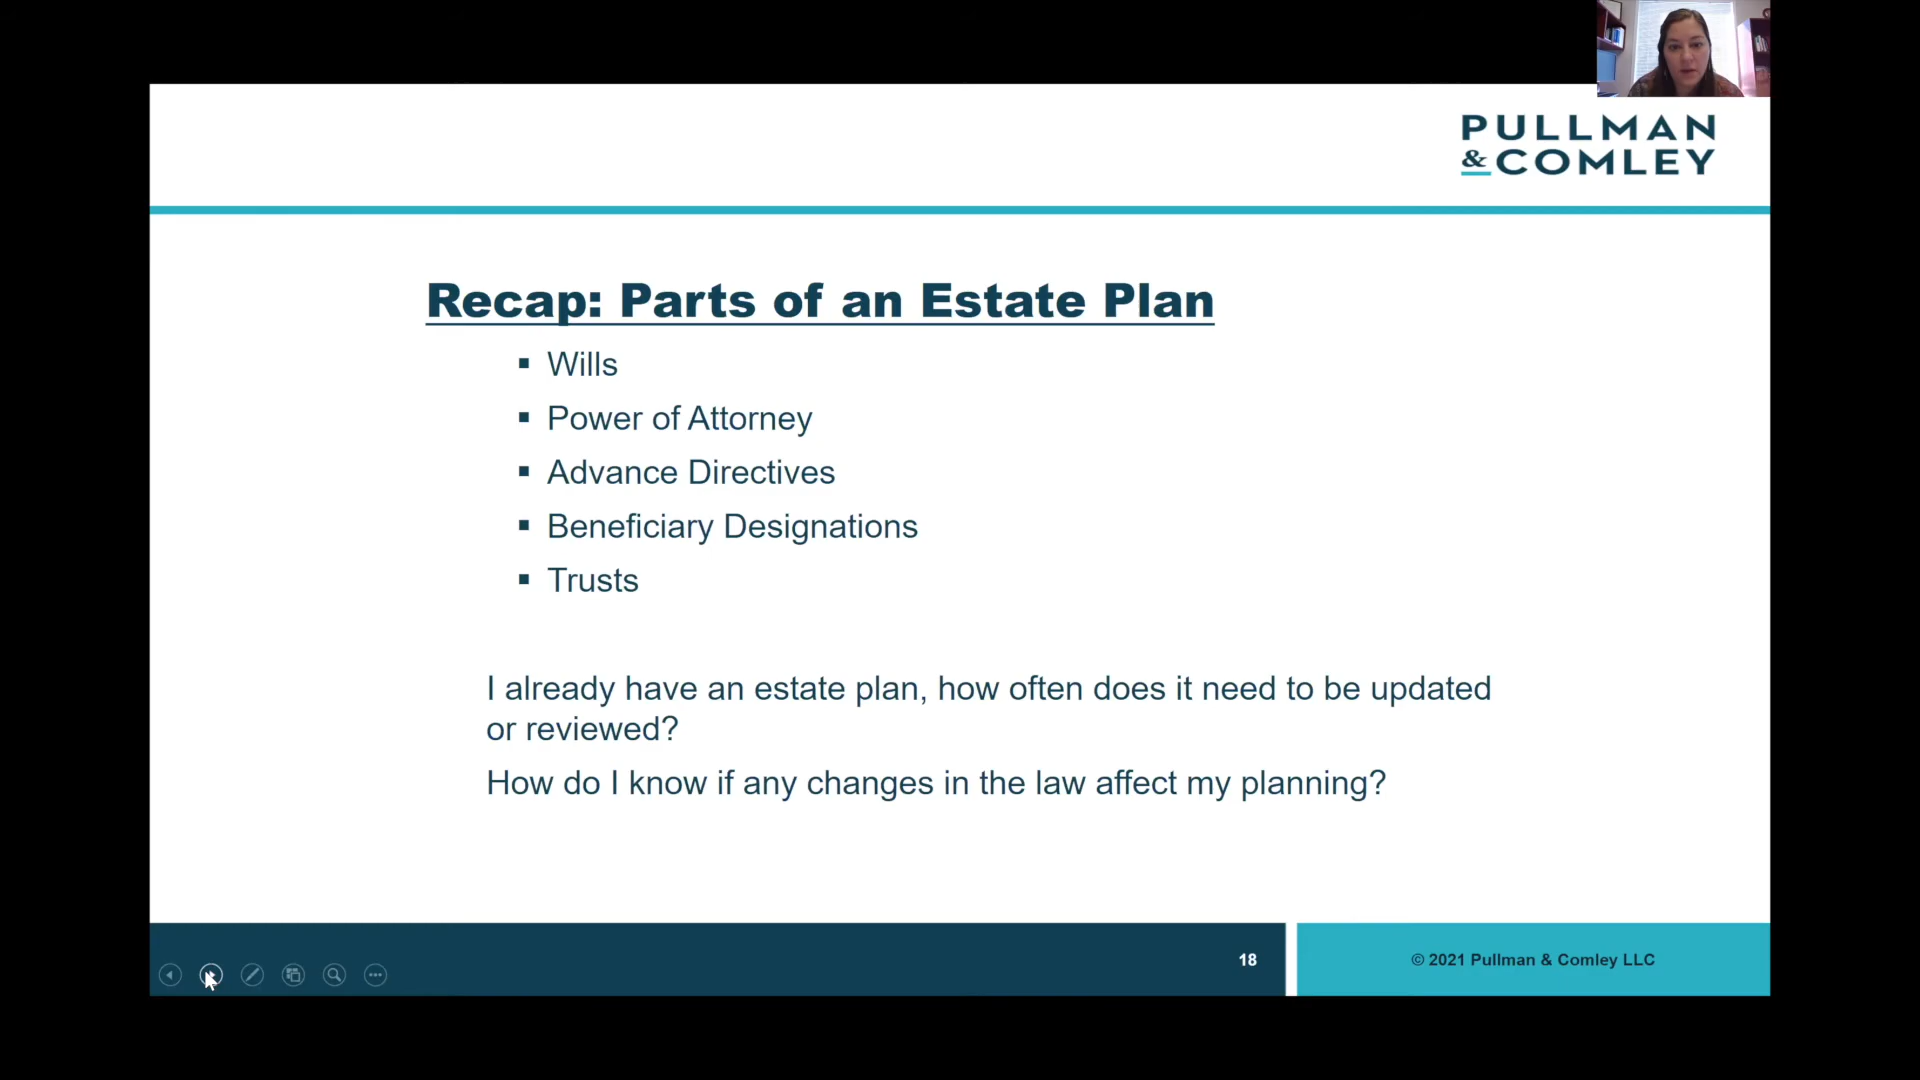 PULLMAN
& COMLEY
Recap: Parts of an Estate Plan
▪ Wills
▪ Power of Attorney
▪ Advance Directives
▪ Beneficiary Designations
▪ Trusts
I already have an estate plan, how often does it need to be updated
or reviewed?
How do I know if any changes in the law affect my planning?
18
© 2021 Pullman & Comley LLC